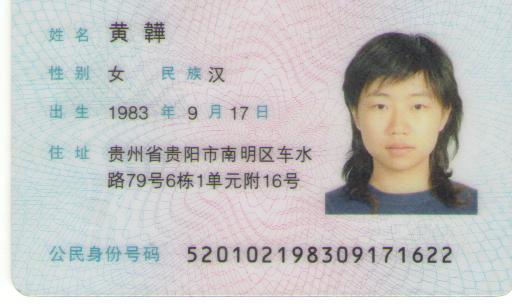 姓名 黄韡
性别 女 民族 汉
出生 1983 年 9 月 17 日
住址 贵州省贵阳市南明区车水
路79号6栋1单元附16号
公民身份号码 520102198309171622